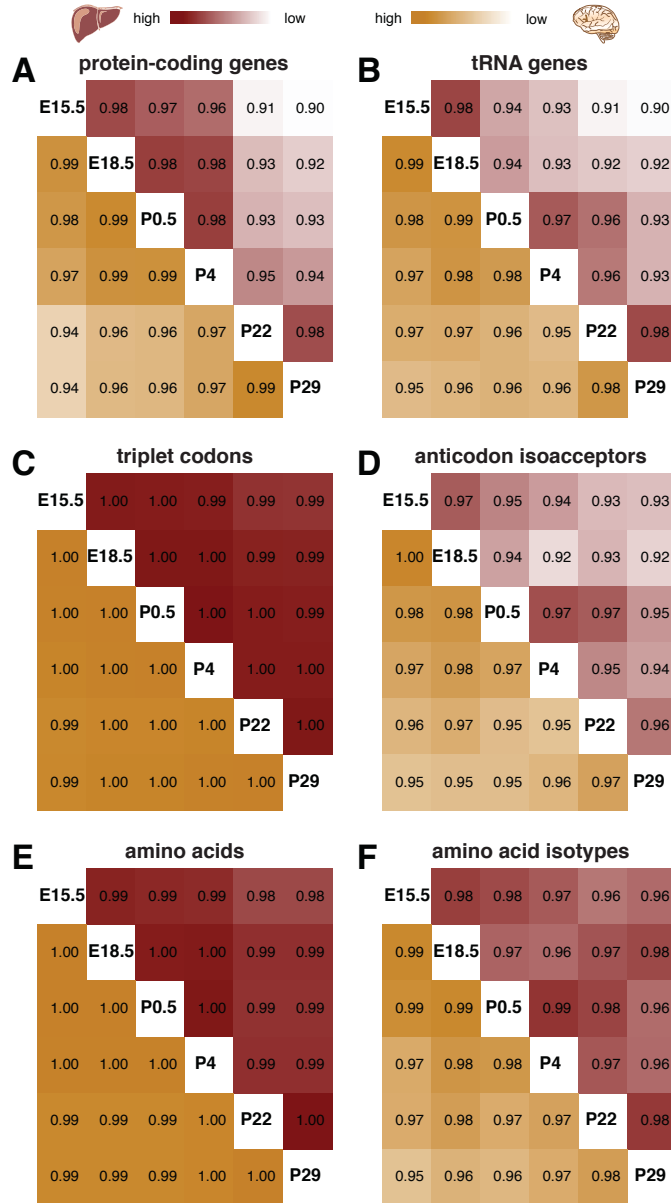 high low high low
A protein-coding genes B tRNA genes
E15.5 0.98 0.97 0.96 0.91 0.90 E15.5 0.98 0.94 0.93 0.91 0.90
0.99 E18.5 0.98 0.98 0.93 0.92 0.99 E18.5 0.94 0.93 0.92 0.92
0.98 0.99 P0.5 0.98 0.93 0.93 0.98 0.99 P0.5 0.97 0.96 0.93
0.97 0.99 0.99 P4 0.95 0.94 0.97 0.98 0.98 P4 0.96 0.93
0.94 0.96 0.96 0.97 P22 0.98 0.97 0.97 0.96 0.95 P22 0.98
0.94 0.96 0.96 0.97 0.99 P29 0.95 0.96 0.96 0.96 0.98 P29
C triplet codons D anticodon isoacceptors
E15.5 1.00 1.00 0.99 0.99 0.99 E15.5 0.97 0.95 0.94 0.93 0.93
1.00 E18.5 1.00 1.00 0.99 0.99 1.00 E18.5 0.94 0.92 0.93 0.92
1.00 1.00 P0.5 1.00 1.00 0.99 0.98 0.98 P0.5 0.97 0.97 0.95
1.00 1.00 1.00 P4 1.00 1.00 0.97 0.98 0.97 P4 0.95 0.94
0.99 1.00 1.00 1.00 P22 1.00 0.96 0.97 0.95 0.95 P22 0.96
0.99 1.00 1.00 1.00 1.00 P29 0.95 0.95 0.95 0.96 0.97 P29
E amino acids F amino acid isotypes
E15.5 0.99 0.99 0.99 0.98 0.98 E15.5 0.98 0.98 0.97 0.96 0.96
1.00 E18.5 1.00 1.00 0.99 0.99 0.99 E18.5 0.97 0.96 0.97 0.98
1.00 1.00 P0.5 1.00 0.99 0.99 0.99 0.99 P0.5 0.99 0.98 0.96
1.00 1.00 1.00 P4 0.99 0.99 0.97 0.98 0.98 P4 0.97 0.96
0.99 0.99 0.99 1.00 P22 1.00 0.97 0.98 0.97 0.97 P22 0.98
0.99 0.99 0.99 1.00 1.00 P29 0.95 0.96 0.96 0.97 0.98 P29